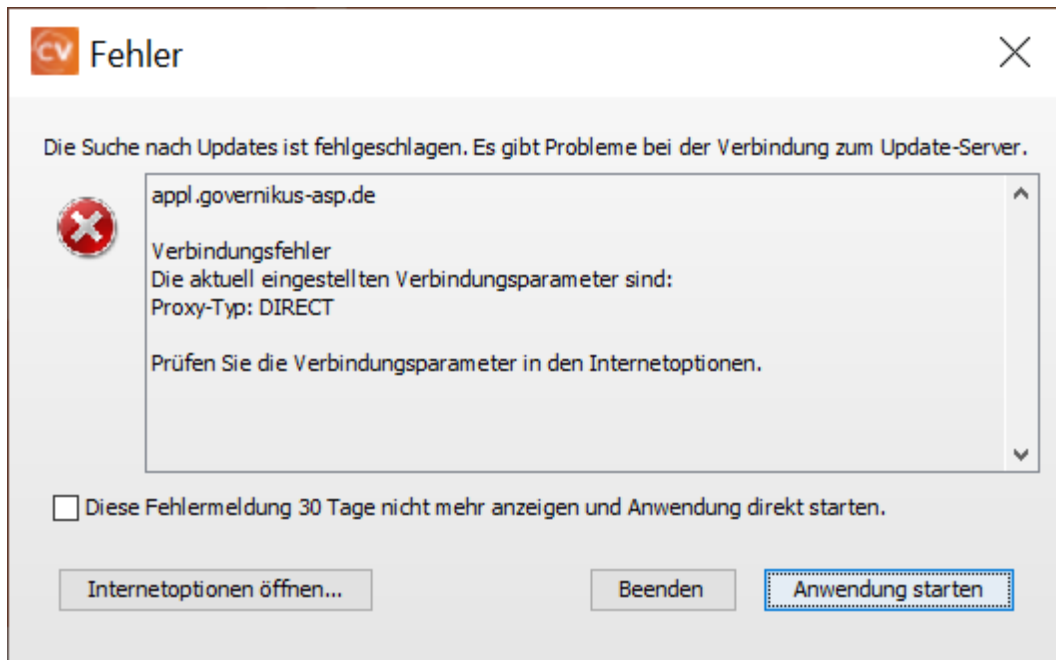 CV Fehler
Die Suche nach Updates ist fehlgeschlagen. Es gibt Probleme bei der Verbindung zum Update-Server.
appl.governikus-asp.de
Verbindungsfehler
Die aktuell eingestellten Verbindungsparameter sind:
Proxy-Typ: DIRECT
Prüfen Sie die Verbindungsparameter in den Internetoptionen.
Diese Fehlermeldung 30 Tage nicht mehr anzeigen und Anwendung direkt starten.
Internetoptionen öffnen... Beenden Anwendung starten